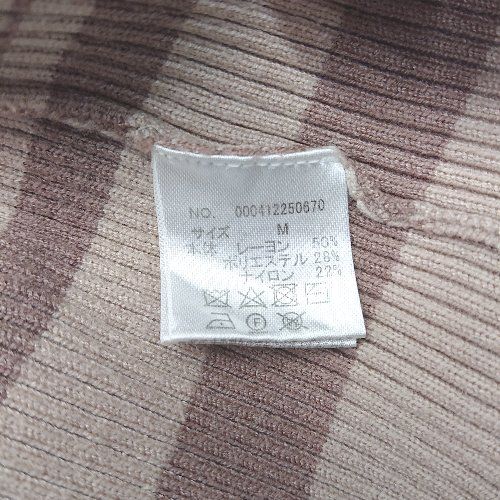 NO. 000412250670
サイズ M
本体 レーヨン 50%
ポリエステル 28%
ナイロン 22%